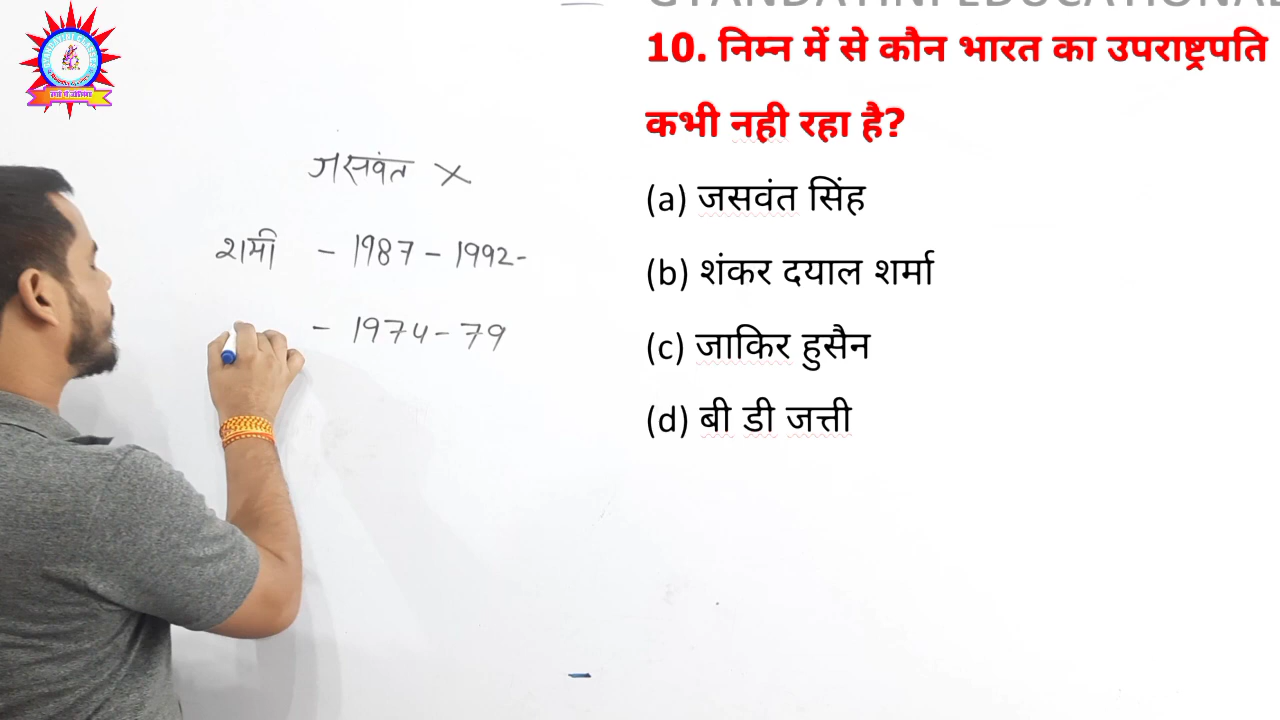 10. निम्न में से कौन भारत का उपराष्ट्रपति
कभी नही रहा है?
(a) जसवंत सिंह
(b) शंकर दयाल शर्मा
(c) जाकिर हुसैन
(d) बी डी जत्ती
जसवंत X
शर्मा - 1987 - 1992-
- 1974 - 79